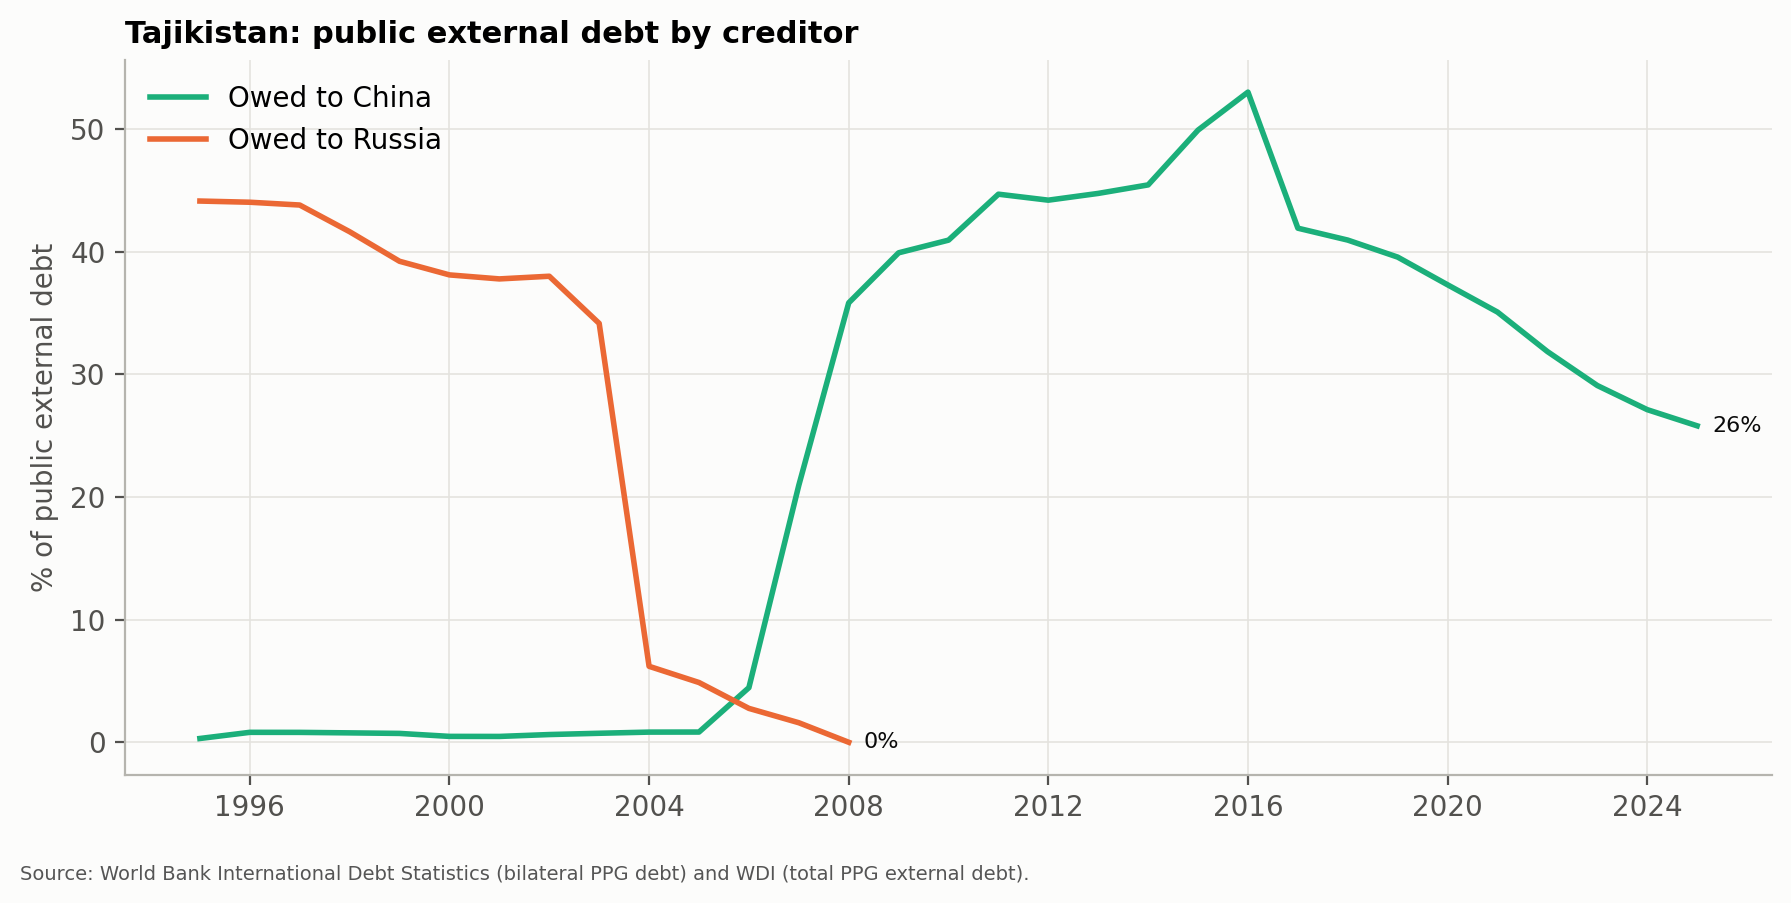 Tajikistan: public external debt by creditor
Owed to China
Owed to Russia
% of public external debt
50
40
30
20
10
0
26%
0%
1996 2000 2004 2008 2012 2016 2020 2024
Source: World Bank International Debt Statistics (bilateral PPG debt) and WDI (total PPG external debt).